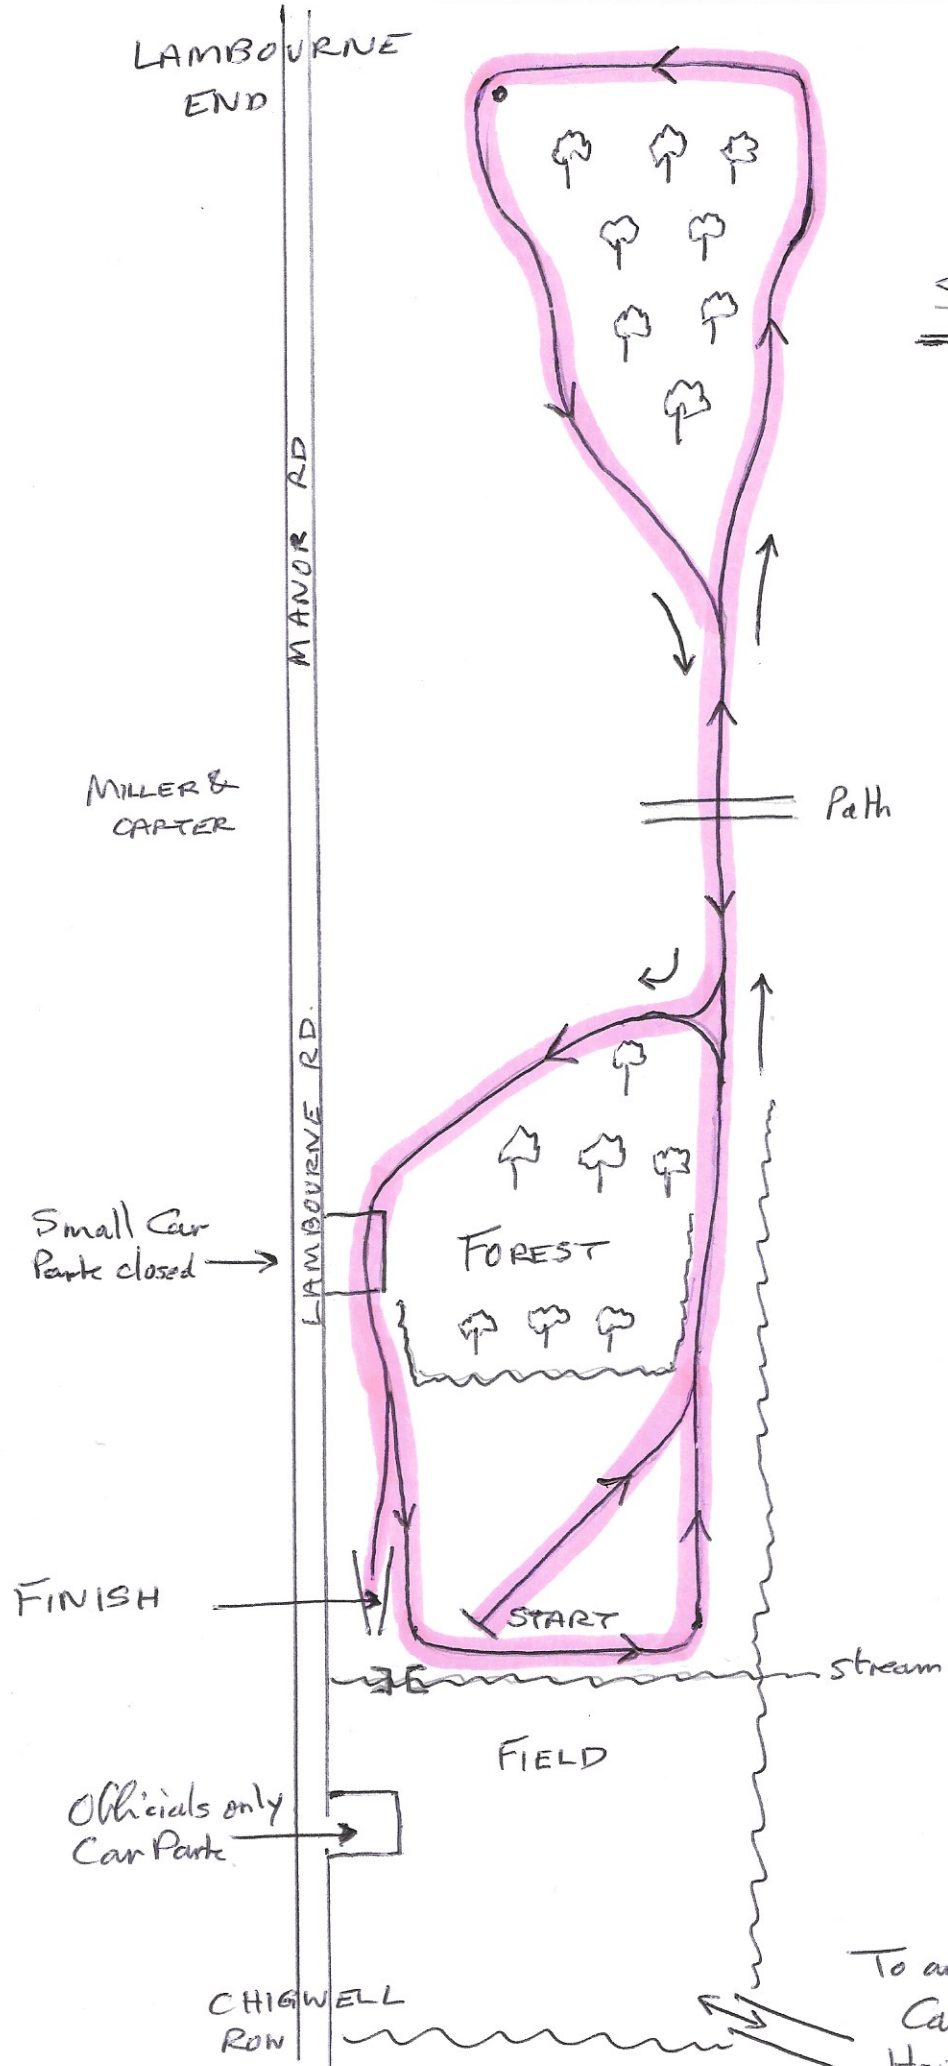 LAMBOURNE
END
MANOR RD
MILLER &
CARTER
Path
LAMBOURNE RD.
Small Car
Park closed
FOREST
FINISH
START
stream
FIELD
Officials only
Car Park
CHIGWELL
ROW
To